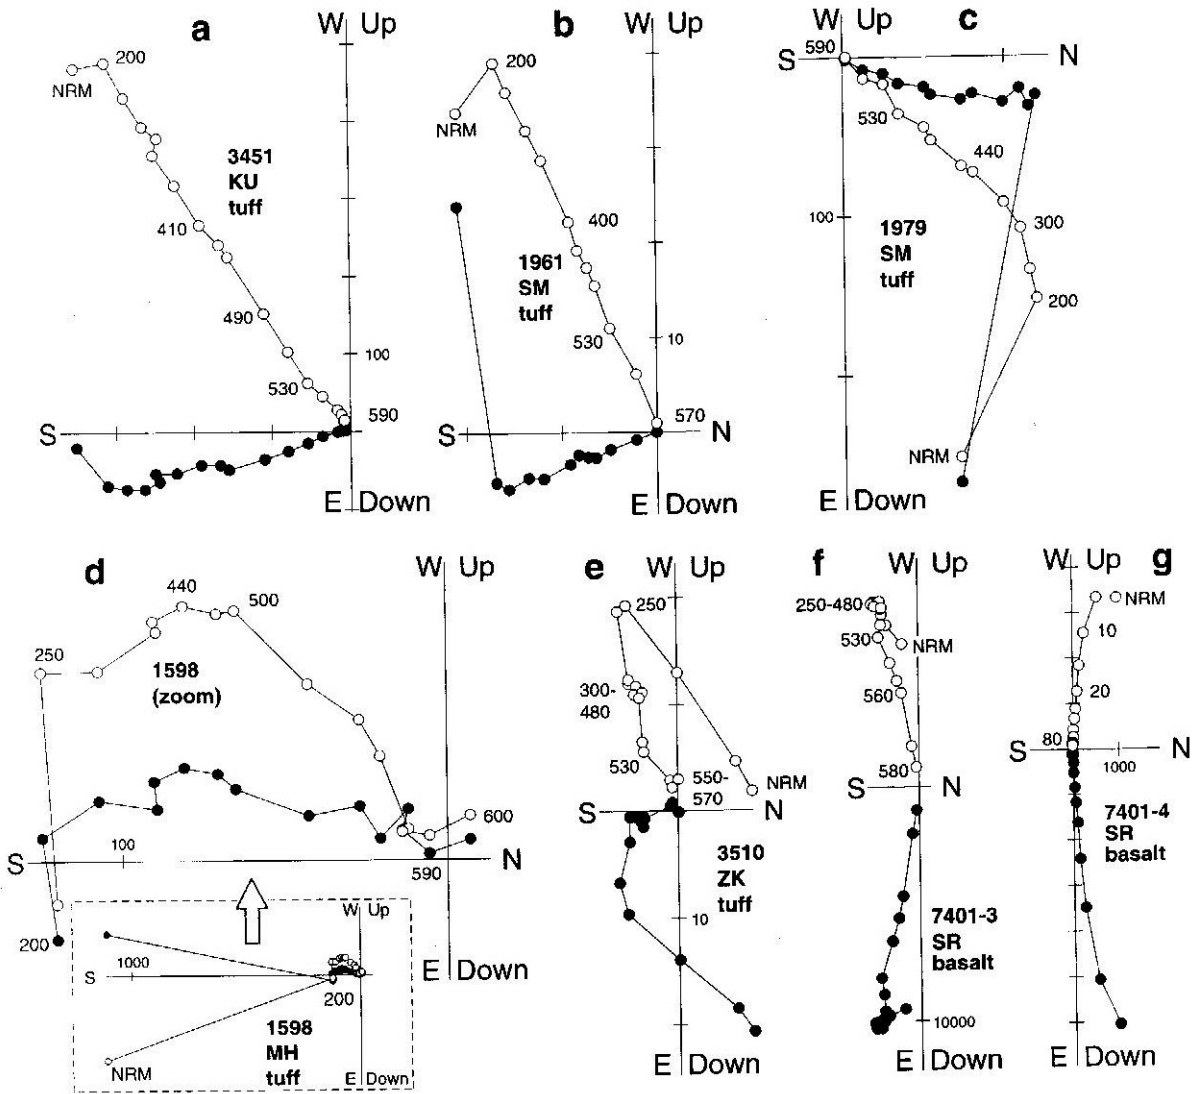 a
W Up
200
NRM
3451
KU
tuff
410
490
100
530
590
S
E Down
b
W Up
200
NRM
400
1961
SM
tuff
10
530
570
N
E Down
c
W Up
590
S
N
530
440
100
300
1979
SM
tuff
200
NRM
E Down
d
W Up
440
500
250
1598
(zoom)
600
S
100
N
590
200
E Down
W Up
S
1000
200
1598
MH
tuff
NRM
E Down
e
W Up
250
300-
480
530
550-
570
NRM
S
N
3510
ZK
tuff
10
E Down
f
W Up
250-480
530
NRM
560
580
S
N
7401-3
SR
basalt
10000
E Down
g
W Up
NRM
10
20
80
S
N
1000
7401-4
SR
basalt
E Down